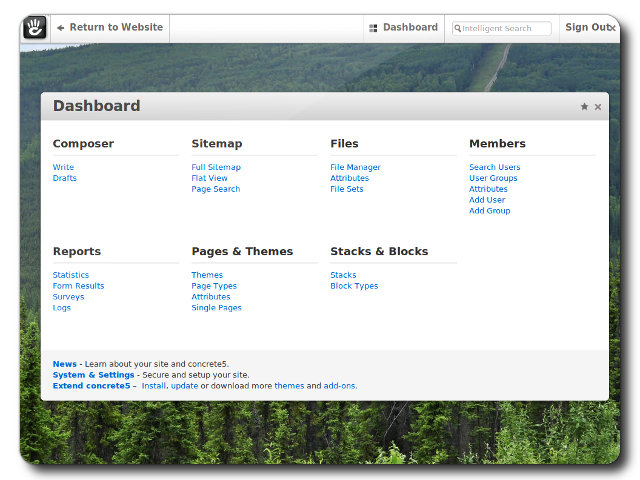 Return to Website Dashboard Intelligent Search Sign Out
Dashboard
Composer Sitemap Files Members
Write Full Sitemap File Manager Search Users
Drafts Flat View Attributes User Groups
Page Search File Sets Attributes
Add User
Add Group
Reports Pages & Themes Stacks & Blocks
Statistics Themes Stacks
Form Results Page Types Block Types
Surveys Attributes
Logs Single Pages
News - Learn about your site and concrete5.
System & Settings - Secure and setup your site.
Extend concrete5 – Install, update or download more themes and add-ons.